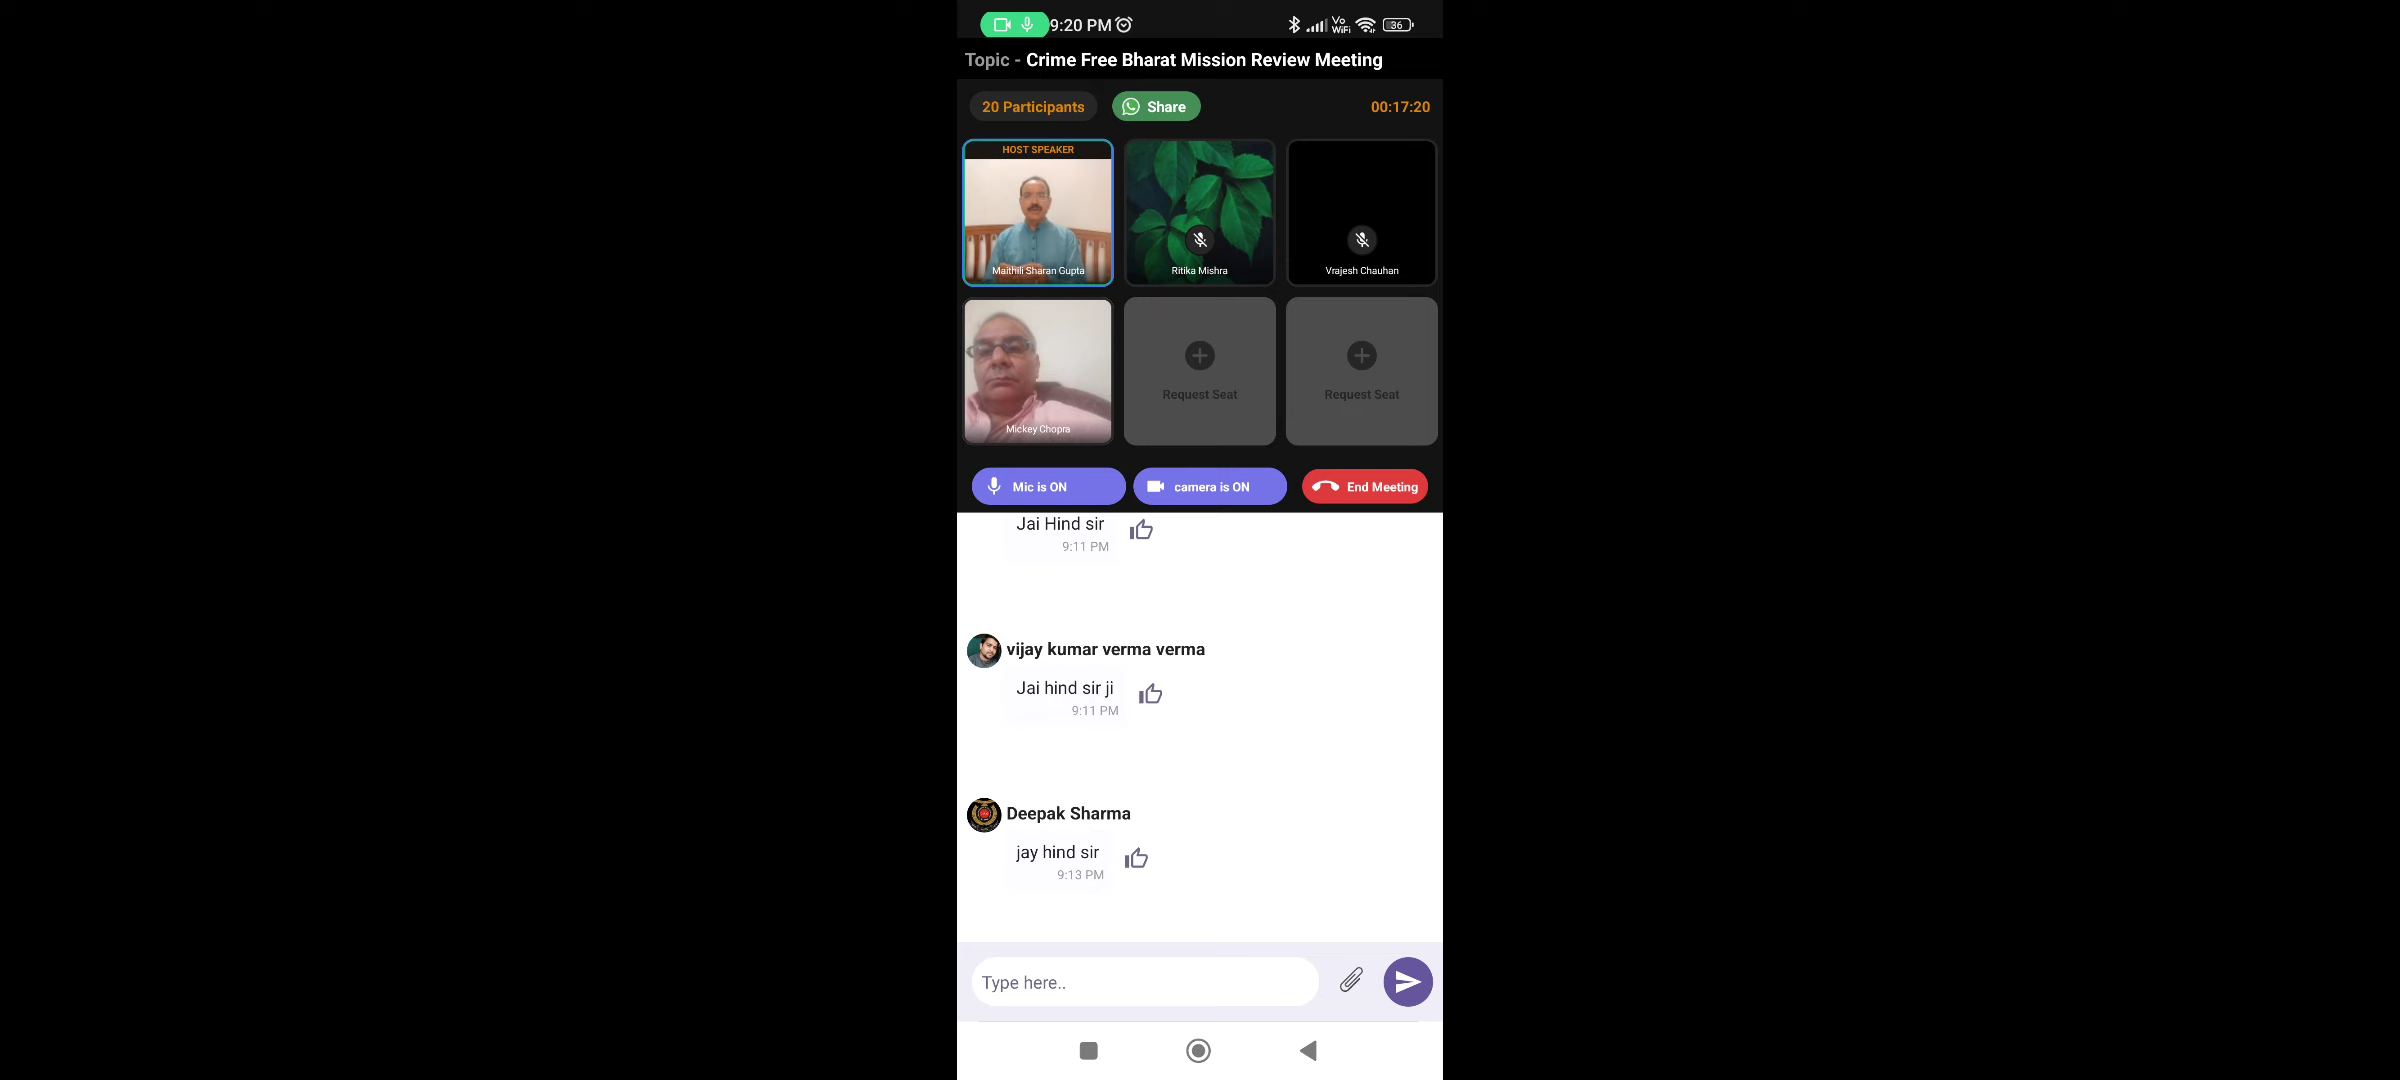 9:20 PM
Vo
WiFi
36
Topic - Crime Free Bharat Mission Review Meeting
20 Participants
Share
00:17:20
HOST SPEAKER
Maithili Sharan Gupta
Ritika Mishra
Vrajesh Chauhan
Mickey Chopra
Request Seat
Request Seat
Mic is ON
camera is ON
End Meeting
Jai Hind sir
9:11 PM
vijay kumar verma verma
Jai hind sir ji
9:11 PM
Deepak Sharma
jay hind sir
9:13 PM
Type here..